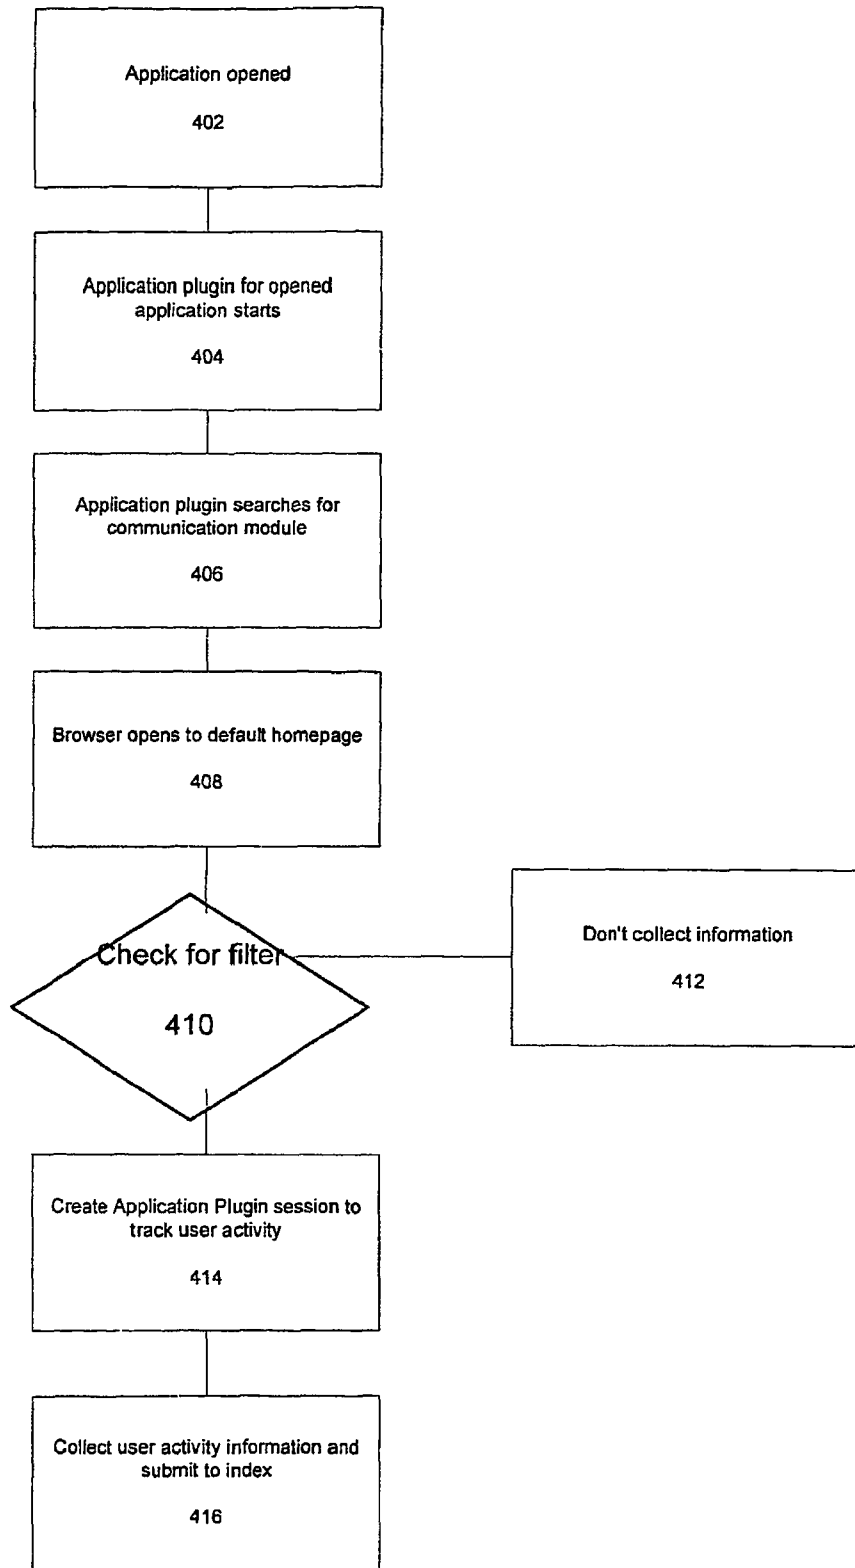 Application opened
402
Application plugin for opened
application starts
404
Application plugin searches for
communication module
406
Browser opens to default homepage
408
Check for filter
410
Don't collect information
412
Create Application Plugin session to
track user activity
414
Collect user activity information and
submit to index
416